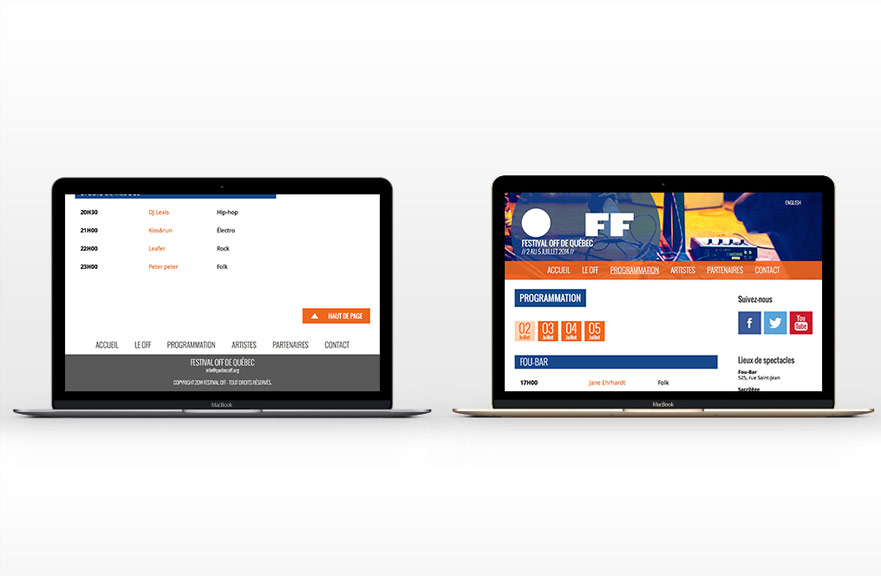 20H30 DJ Lexis Hip-hop
21H00 Kiss&run Électro
22H00 Leafer Rock
23H00 Peter peter Folk
HAUT DE PAGE
ACCUEIL LE OFF PROGRAMMATION ARTISTES PARTENAIRES CONTACT
FESTIVAL OFF DE QUÉBEC
info@quebecoff.org
COPYRIGHT 2014 FESTIVAL OFF - TOUT DROITS RÉSERVÉS.
MacBook
ENGLISH
FF
FESTIVAL OFF DE QUÉBEC
// 2 AU 5 JUILLET 2014 //
ACCUEIL LE OFF PROGRAMMATION ARTISTES PARTENAIRES CONTACT
PROGRAMMATION
02 Juillet 03 Juillet 04 Juillet 05 Juillet
FOU-BAR
17H00 Jane Ehrhardt Folk
Suivez-nous
f You Tube
Lieux de spectacles
Fou-Bar
525, rue Saint-Jean
Sacrilège
MacBook